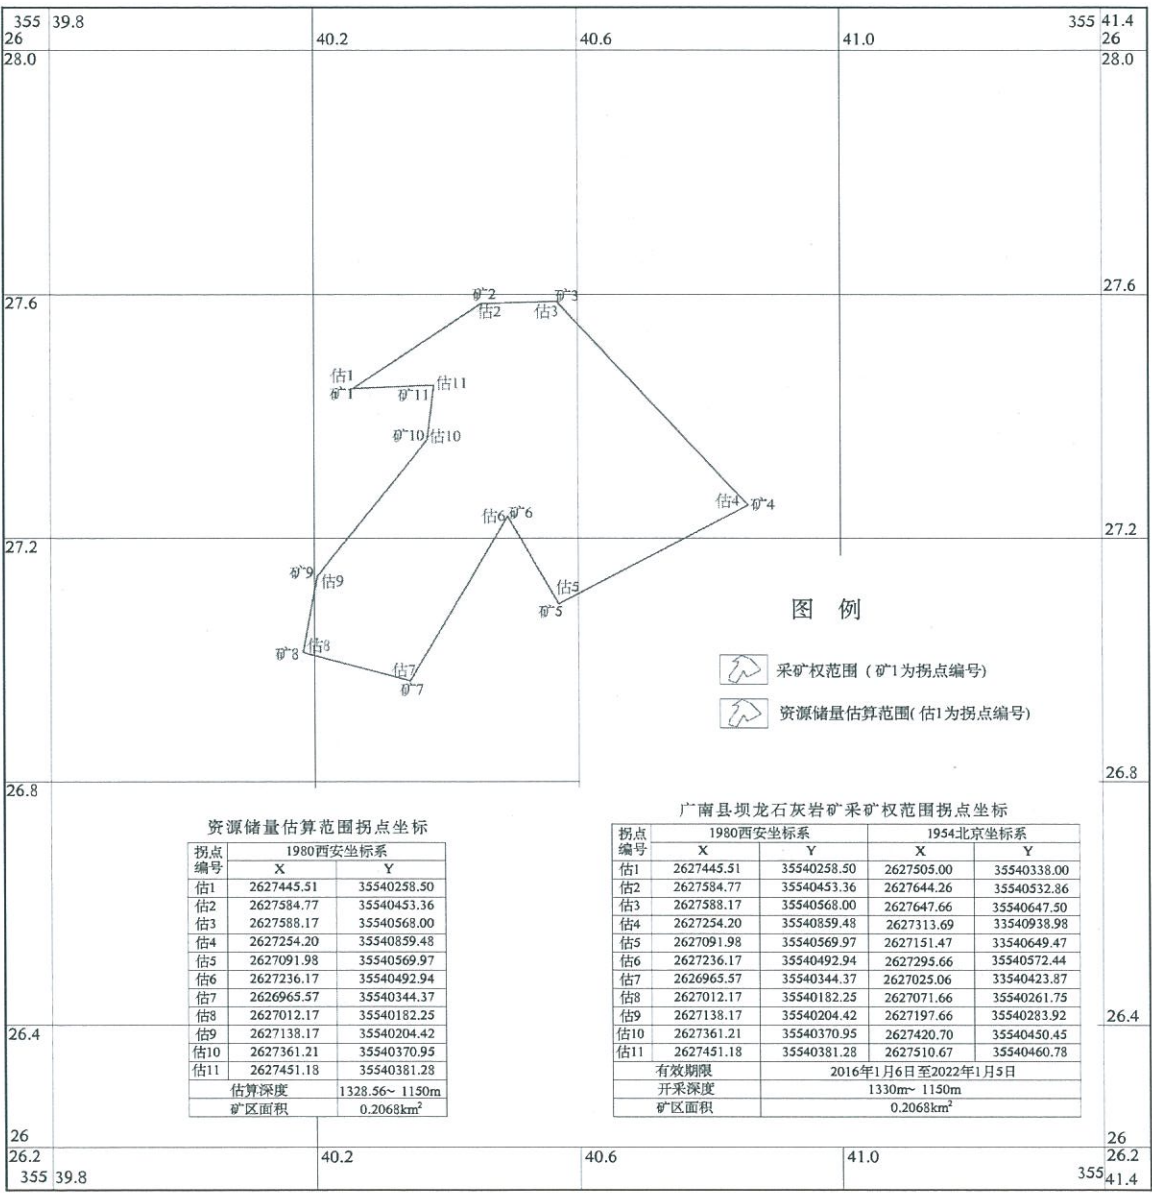 355 39.8
355 41.4
26 40.2 40.6 41.0 26
28.0 28.0
27.6 27.6
矿2 矿3
估2 估3
估1 估11
矿1 矿11
矿10 估10
估4 矿4
估6 矿6
27.2 27.2
矿9 估9
估5
矿5
图 例
矿8 估8
估7
矿7
采矿权范围 ( 矿1为拐点编号)
资源储量估算范围( 估1为拐点编号)
26.8 26.8
资源储量估算范围拐点坐标
拐点编号 1980西安坐标系
X Y
估1 2627445.51 35540258.50
估2 2627584.77 35540453.36
估3 2627588.17 35540568.00
估4 2627254.20 35540859.48
估5 2627091.98 35540569.97
估6 2627236.17 35540492.94
估7 2626965.57 35540344.37
估8 2627012.17 35540182.25
估9 2627138.17 35540204.42
估10 2627361.21 35540370.95
估11 2627451.18 35540381.28
估算深度 1328.56~ 1150m
矿区面积 0.2068km²
广南县坝龙石灰岩矿采矿权范围拐点坐标
拐点编号 1980西安坐标系 1954北京坐标系
X Y X Y
估1 2627445.51 35540258.50 2627505.00 35540338.00
估2 2627584.77 35540453.36 2627644.26 35540532.86
估3 2627588.17 35540568.00 2627647.66 35540647.50
估4 2627254.20 35540859.48 2627313.69 33540938.98
估5 2627091.98 35540569.97 2627151.47 33540649.47
估6 2627236.17 35540492.94 2627295.66 35540572.44
估7 2626965.57 35540344.37 2627025.06 33540423.87
估8 2627012.17 35540182.25 2627071.66 35540261.75
估9 2627138.17 35540204.42 2627197.66 35540283.92
估10 2627361.21 35540370.95 2627420.70 35540450.45
估11 2627451.18 35540381.28 2627510.67 35540460.78
有效期限 2016年1月6日至2022年1月5日
开采深度 1330m~ 1150m
矿区面积 0.2068km²
26.4 26.4
26 26
26.2 40.2 40.6 41.0 26.2
355 39.8
355 41.4